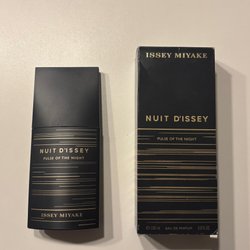 NUIT D'ISSEY
PULSE OF THE NIGHT
ISSEY MIYAKE
ISSEY MIYAKE
NUIT D'ISSEY
PULSE OF THE NIGHT
EAU DE PARFUM